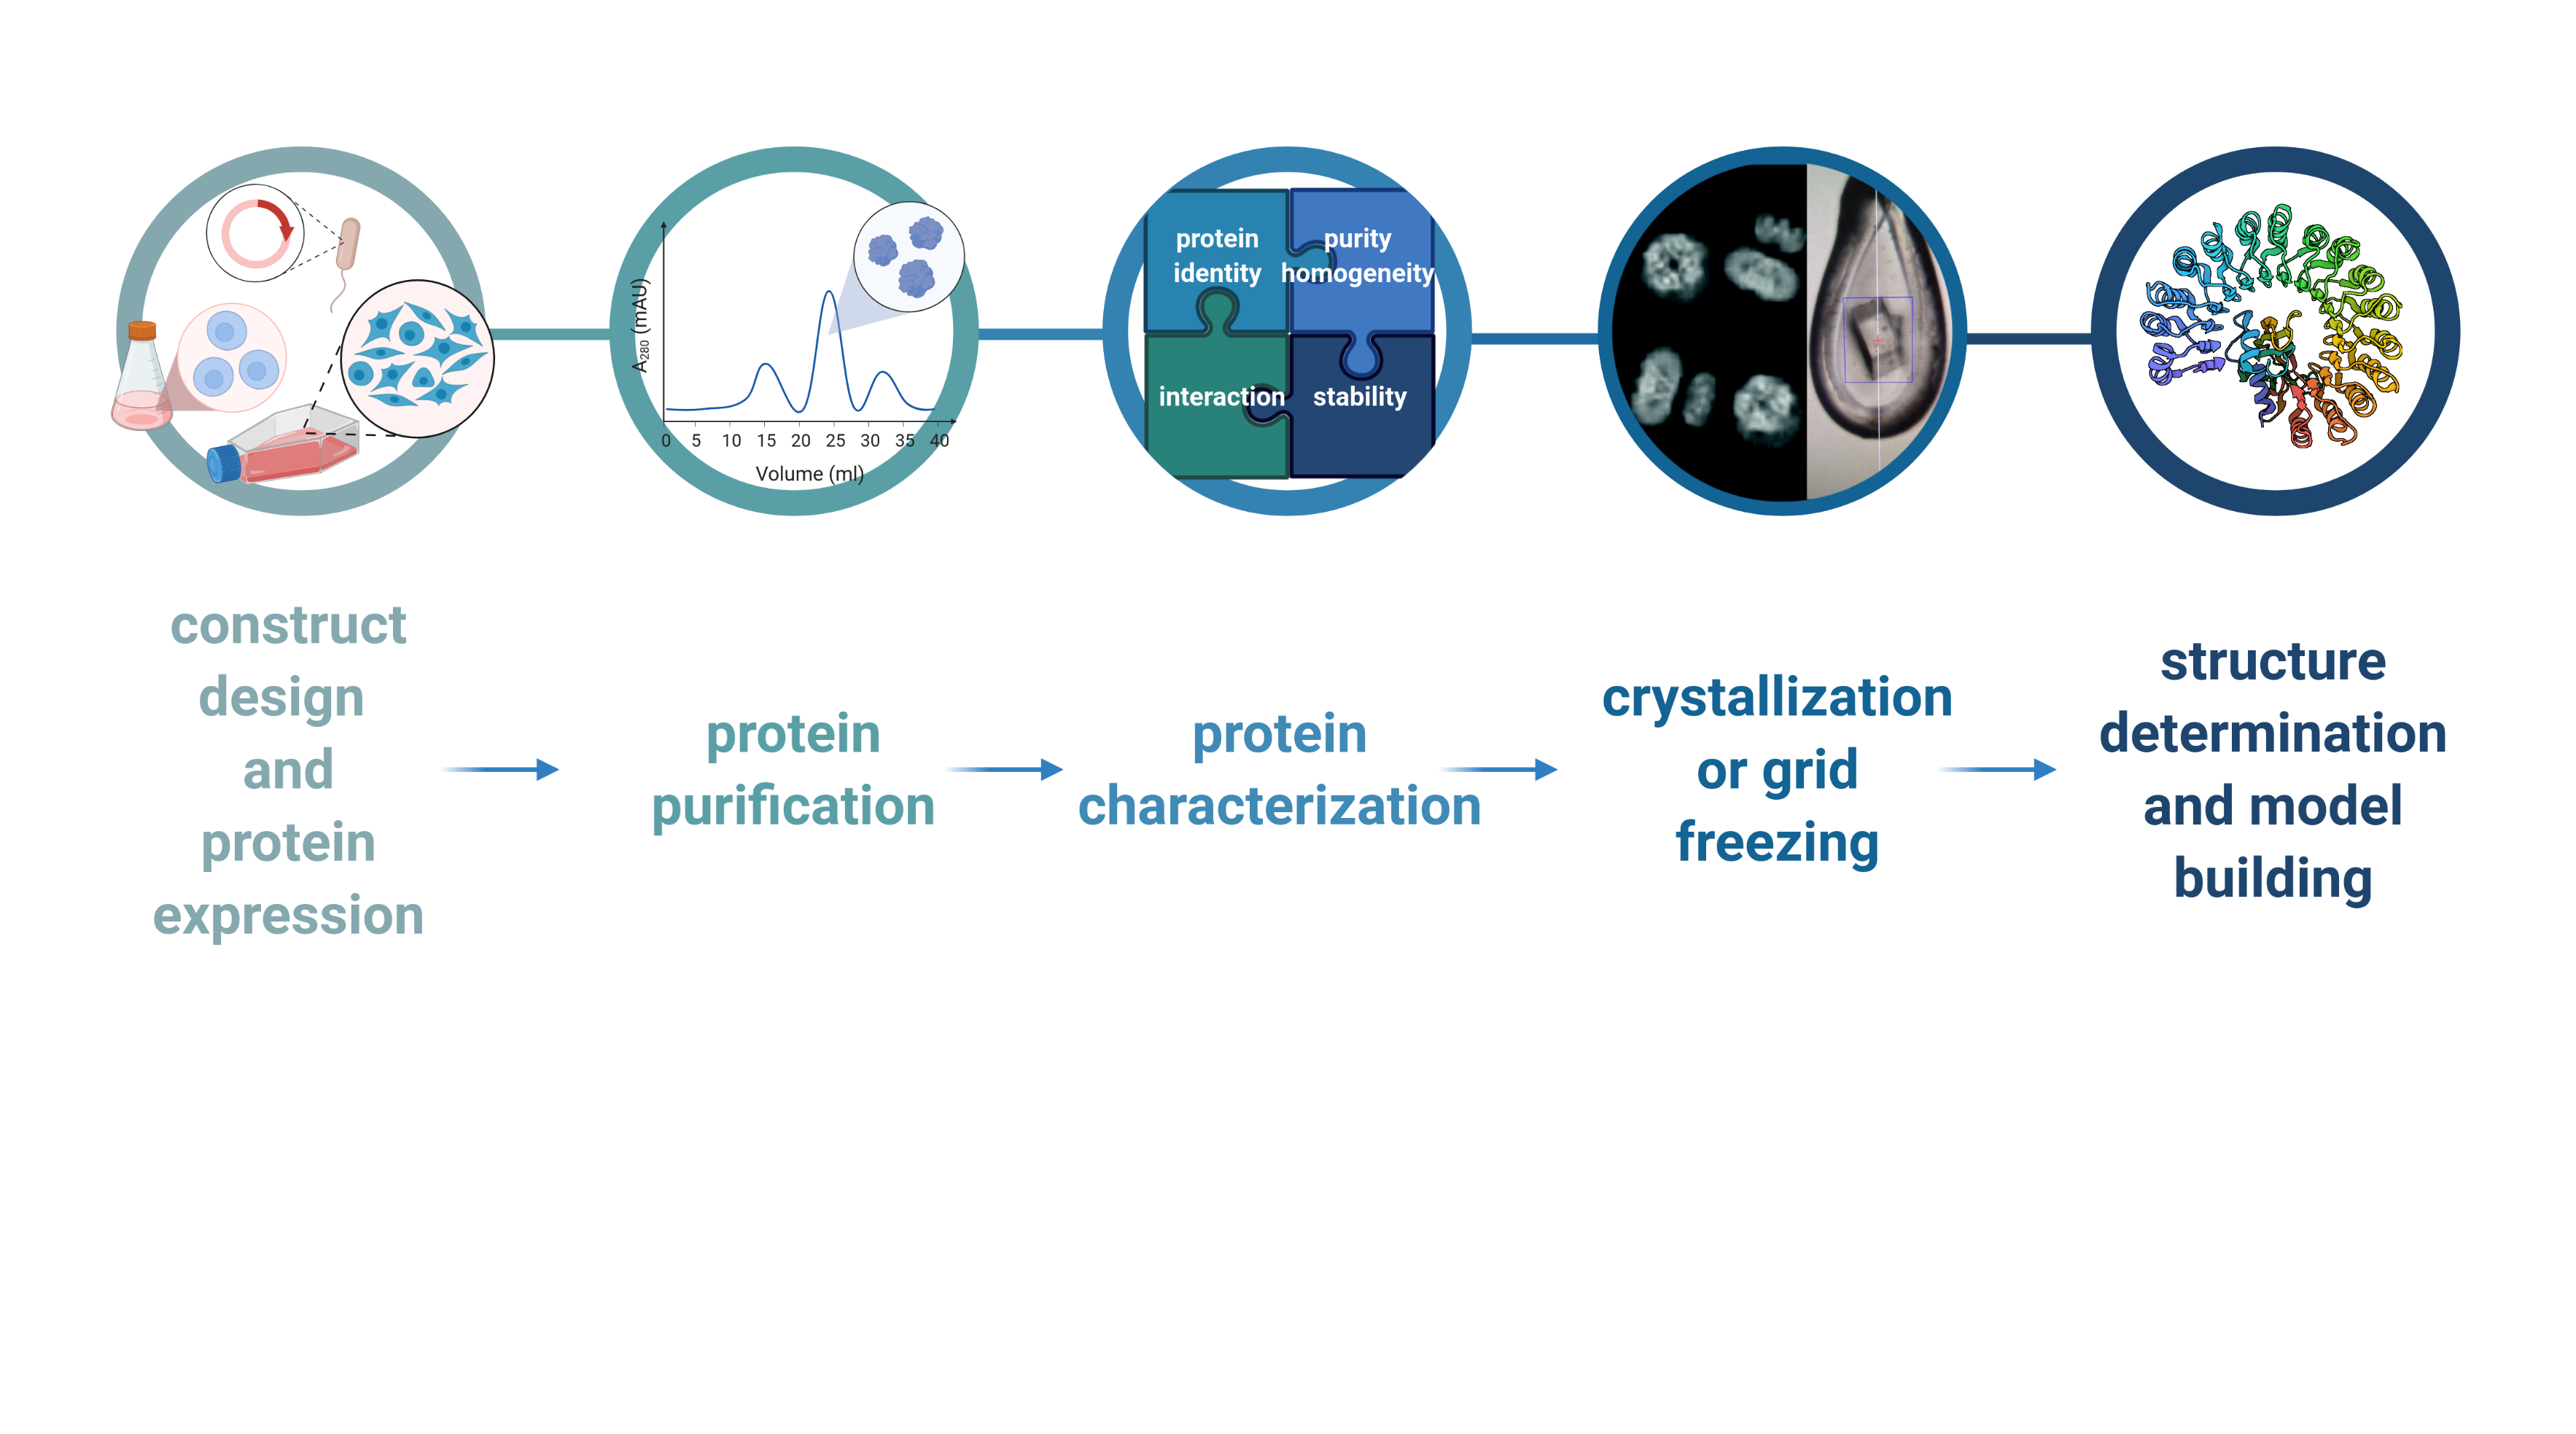 A280 (mAU)
0 5 10 15 20 25 30 35 40
Volume (ml)
protein
identity
purity
homogeneity
interaction
stability
construct
design
and
protein
expression
protein
purification
protein
characterization
crystallization
or grid
freezing
structure
determination
and model
building